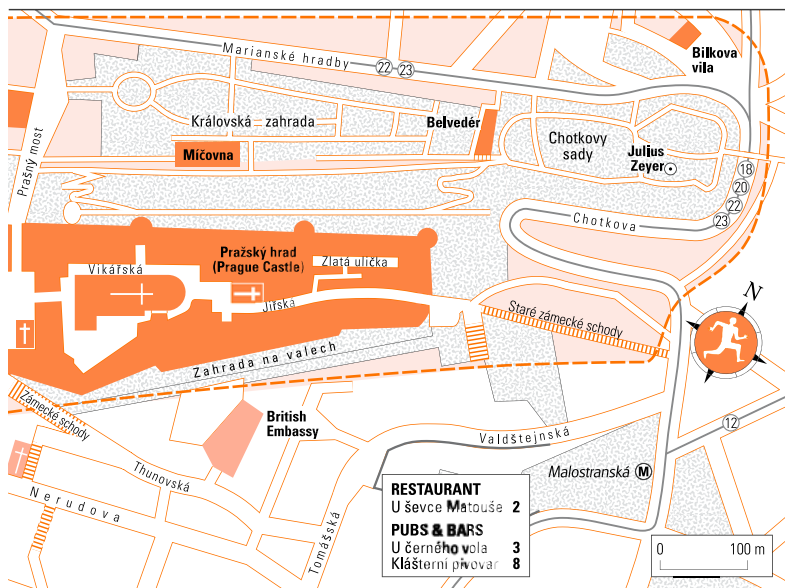 Marianské hradby
22
23
Bílkova
vila
Královská zahrada
Belvedér
Chotkovy
sady
Julius
Zeyer
Prašný most
Míčovna
18
20
22
23
Chotkova
Pražský hrad
(Prague Castle)
Zlatá ulička
Vikářská
Jiřská
Staré zámecké schody
N
Zahrada na valech
Zámecké schody
British
Embassy
Valdštejnská
12
Thunovská
Malostranská M
Nerudova
Tomášská
RESTAURANT
U ševce Matouše 2
PUBS & BARS
U černého vola 3
Klášterní pivovar 8
0 100 m